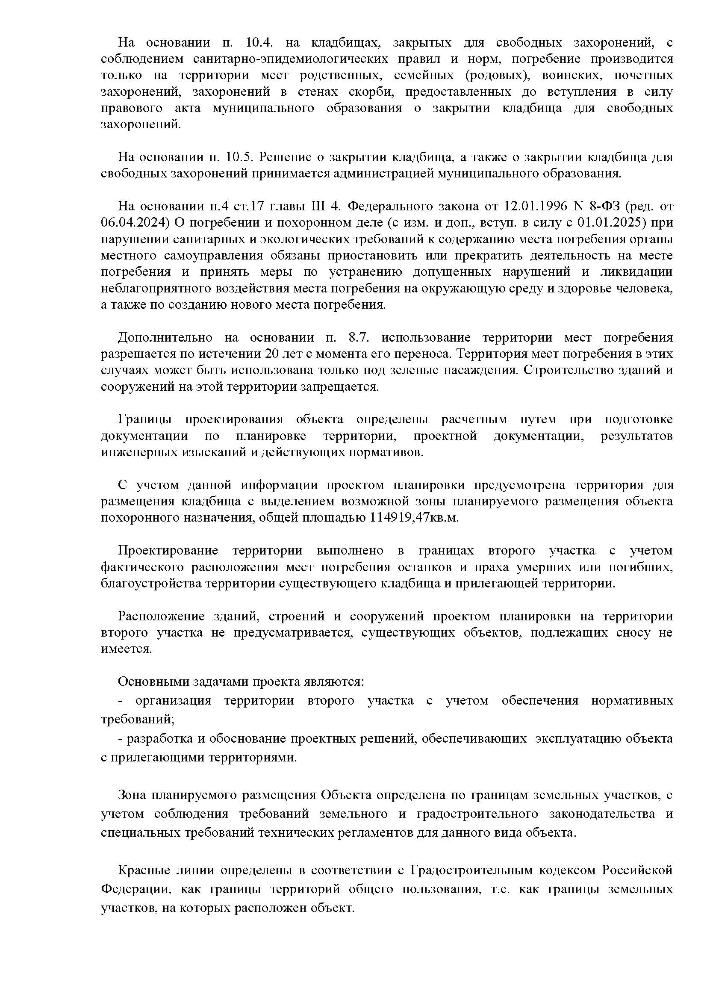 На основании п. 10.4. на кладбищах, закрытых для свободных захоронений, с
соблюдением санитарно-эпидемиологических правил и норм, погребение производится
только на территории мест родственных, семейных (родовых), воинских, почетных
захоронений, захоронений в стенах скорби, предоставленных до вступления в силу
правового акта муниципального образования о закрытии кладбища для свободных
захоронений.
На основании п. 10.5. Решение о закрытии кладбища, а также о закрытии кладбища для
свободных захоронений принимается администрацией муниципального образования.
На основании п.4 ст.17 главы III 4. Федерального закона от 12.01.1996 N 8-ФЗ (ред. от
06.04.2024) О погребении и похоронном деле (с изм. и доп., вступ. в силу с 01.01.2025) при
нарушении санитарных и экологических требований к содержанию места погребения органы
местного самоуправления обязаны приостановить или прекратить деятельность на месте
погребения и принять меры по устранению допущенных нарушений и ликвидации
неблагоприятного воздействия места погребения на окружающую среду и здоровье человека,
а также по созданию нового места погребения.
Дополнительно на основании п. 8.7. использование территории мест погребения
разрешается по истечении 20 лет с момента его переноса. Территория мест погребения в этих
случаях может быть использована только под зеленые насаждения. Строительство зданий и
сооружений на этой территории запрещается.
Границы проектирования объекта определены расчетным путем при подготовке
документации по планировке территории, проектной документации, результатов
инженерных изысканий и действующих нормативов.
С учетом данной информации проектом планировки предусмотрена территория для
размещения кладбища с выделением возможной зоны планируемого размещения объекта
похоронного назначения, общей площадью 114919,47кв.м.
Проектирование территории выполнено в границах второго участка с учетом
фактического расположения мест погребения останков и праха умерших или погибших,
благоустройства территории существующего кладбища и прилегающей территории.
Расположение зданий, строений и сооружений проектом планировки на территории
второго участка не предусматривается, существующих объектов, подлежащих сносу не
имеется.
Основными задачами проекта являются:
- организация территории второго участка с учетом обеспечения нормативных
требований;
- разработка и обоснование проектных решений, обеспечивающих эксплуатацию объекта
с прилегающими территориями.
Зона планируемого размещения Объекта определена по границам земельных участков, с
учетом соблюдения требований земельного и градостроительного законодательства и
специальных требований технических регламентов для данного вида объекта.
Красные линии определены в соответствии с Градостроительным кодексом Российской
Федерации, как границы территорий общего пользования, т.е. как границы земельных
участков, на которых расположен объект.